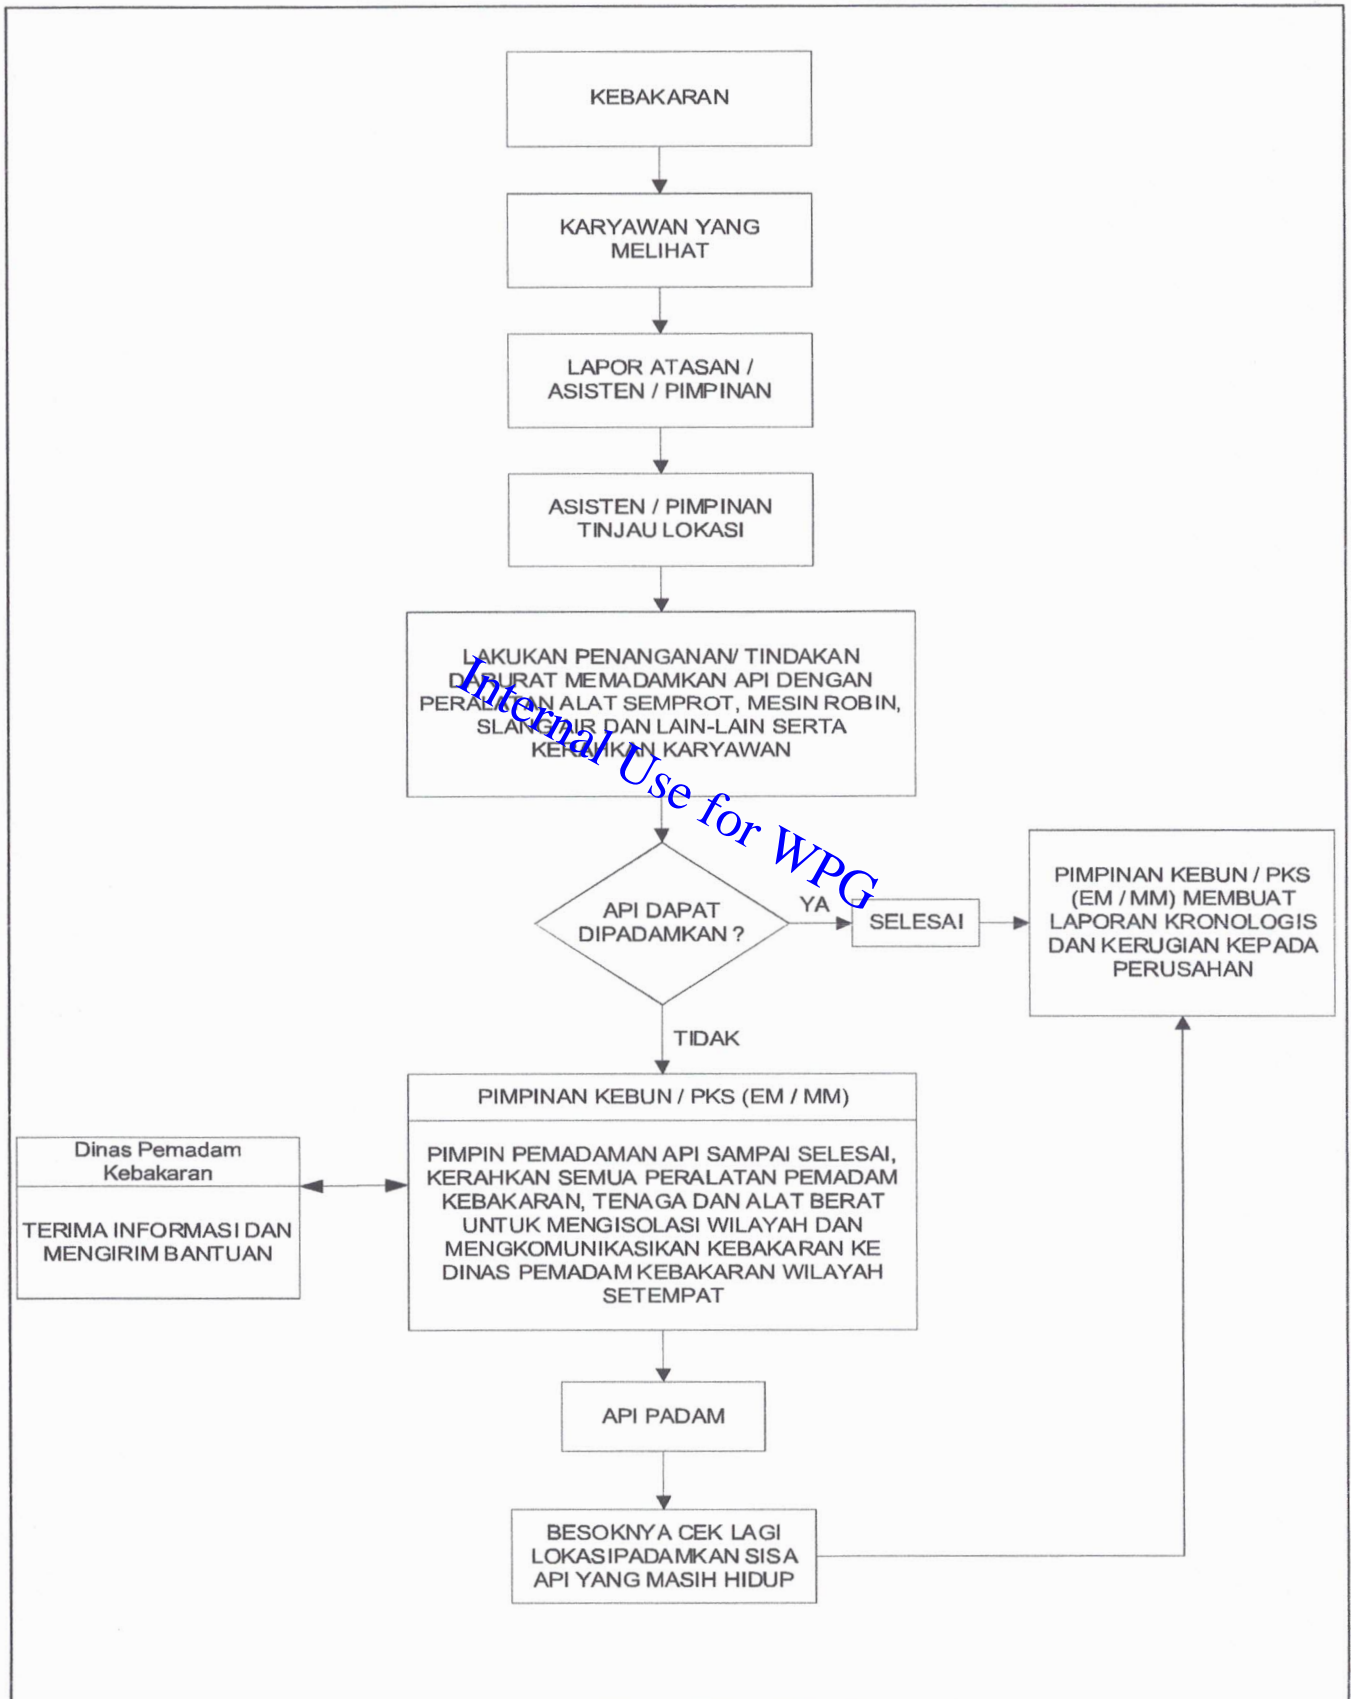 KEBAKARAN
KARYAWAN YANG
MELIHAT
LAPOR ATASAN /
ASISTEN / PIMPINAN
ASISTEN / PIMPINAN
TINJAU LOKASI
LAKUKAN PENANGANAN/ TINDAKAN
DARURAT MEMADAMKAN API DENGAN
PERALATAN ALAT SEMPROT, MESIN ROBIN,
SLANG AIR DAN LAIN-LAIN SERTA
KERAHKAN KARYAWAN
Internal Use for WPG
API DAPAT
DIPADAMKAN ?
YA
SELESAI
PIMPINAN KEBUN / PKS
(EM / MM) MEMBUAT
LAPORAN KRONOLOGIS
DAN KERUGIAN KEPADA
PERUSAHAN
TIDAK
PIMPINAN KEBUN / PKS (EM / MM)
PIMPIN PEMADAMAN API SAMPAI SELESAI,
KERAHKAN SEMUA PERALATAN PEMADAM
KEBAKARAN, TENAGA DAN ALAT BERAT
UNTUK MENGISOLASI WILAYAH DAN
MENGKOMUNIKASIKAN KEBAKARAN KE
DINAS PEMADAM KEBAKARAN WILAYAH
SETEMPAT
Dinas Pemadam
Kebakaran
TERIMA INFORMASI DAN
MENGIRIM BANTUAN
API PADAM
BESOKNYA CEK LAGI
LOKASIPADAMKAN SISA
API YANG MASIH HIDUP